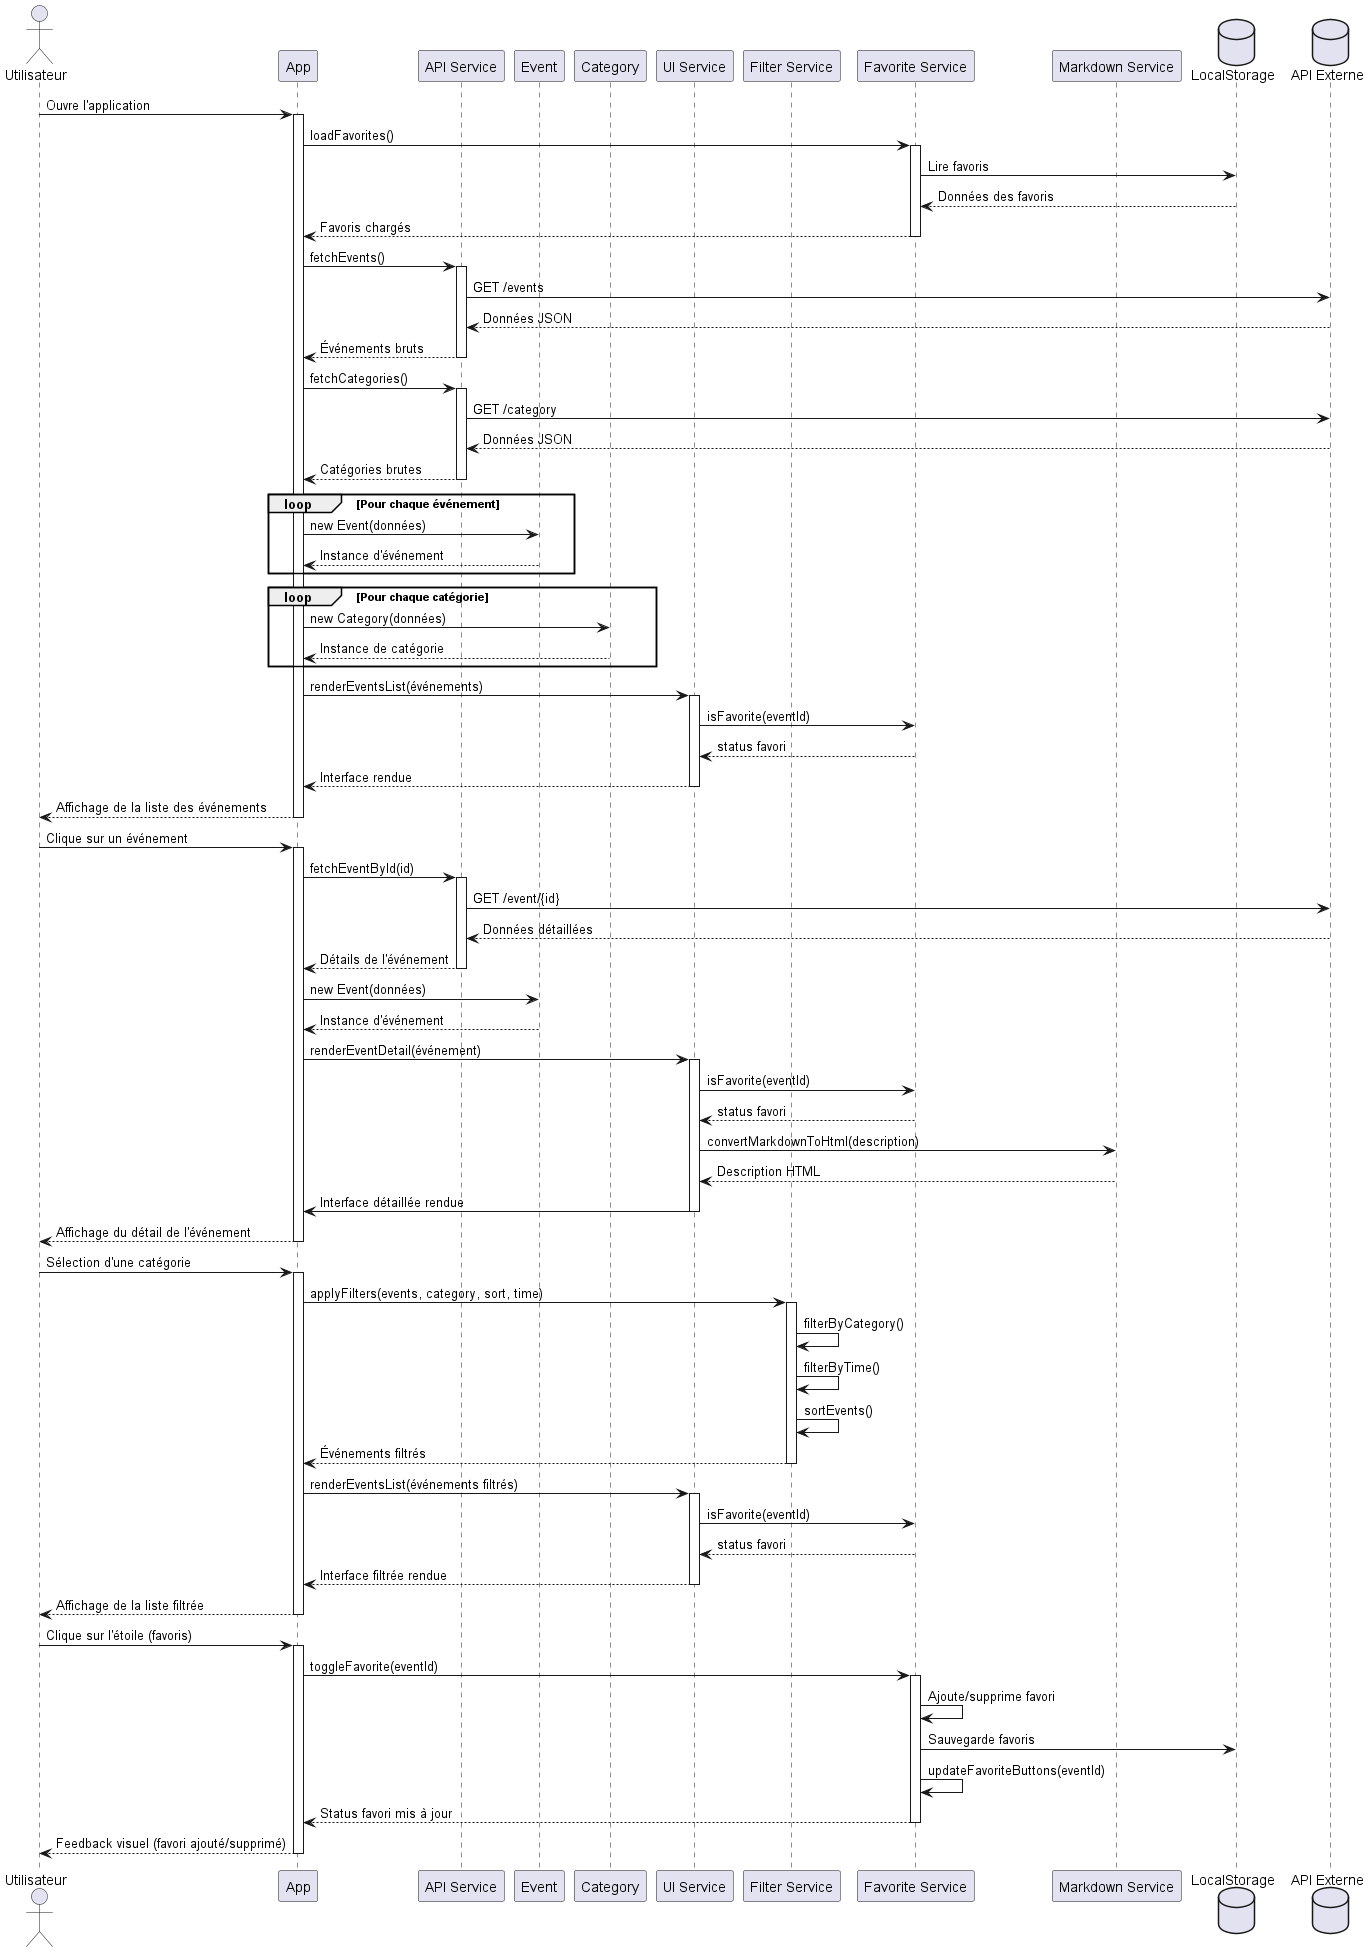 Utilisateur
App
API Service
Event
Category
UI Service
Filter Service
Favorite Service
Markdown Service
LocalStorage
API Externe
Ouvre l'application
loadFavorites()
Lire favoris
Données des favoris
Favoris chargés
fetchEvents()
GET /events
Données JSON
Événements bruts
fetchCategories()
GET /category
Données JSON
Catégories brutes
loop [Pour chaque événement]
new Event(données)
Instance d'événement
loop [Pour chaque catégorie]
new Category(données)
Instance de catégorie
renderEventsList(événements)
isFavorite(eventId)
status favori
Interface rendue
Affichage de la liste des événements
Clique sur un événement
fetchEventById(id)
GET /event/{id}
Données détaillées
Détails de l'événement
new Event(données)
Instance d'événement
renderEventDetail(événement)
isFavorite(eventId)
status favori
convertMarkdownToHtml(description)
Description HTML
Interface détaillée rendue
Affichage du détail de l'événement
Sélection d'une catégorie
applyFilters(events, category, sort, time)
filterByCategory()
filterByTime()
sortEvents()
Événements filtrés
renderEventsList(événements filtrés)
isFavorite(eventId)
status favori
Interface filtrée rendue
Affichage de la liste filtrée
Clique sur l'étoile (favoris)
toggleFavorite(eventId)
Ajoute/supprime favori
Sauvegarde favoris
updateFavoriteButtons(eventId)
Status favori mis à jour
Feedback visuel (favori ajouté/supprimé)
Utilisateur
App
API Service
Event
Category
UI Service
Filter Service
Favorite Service
Markdown Service
LocalStorage
API Externe